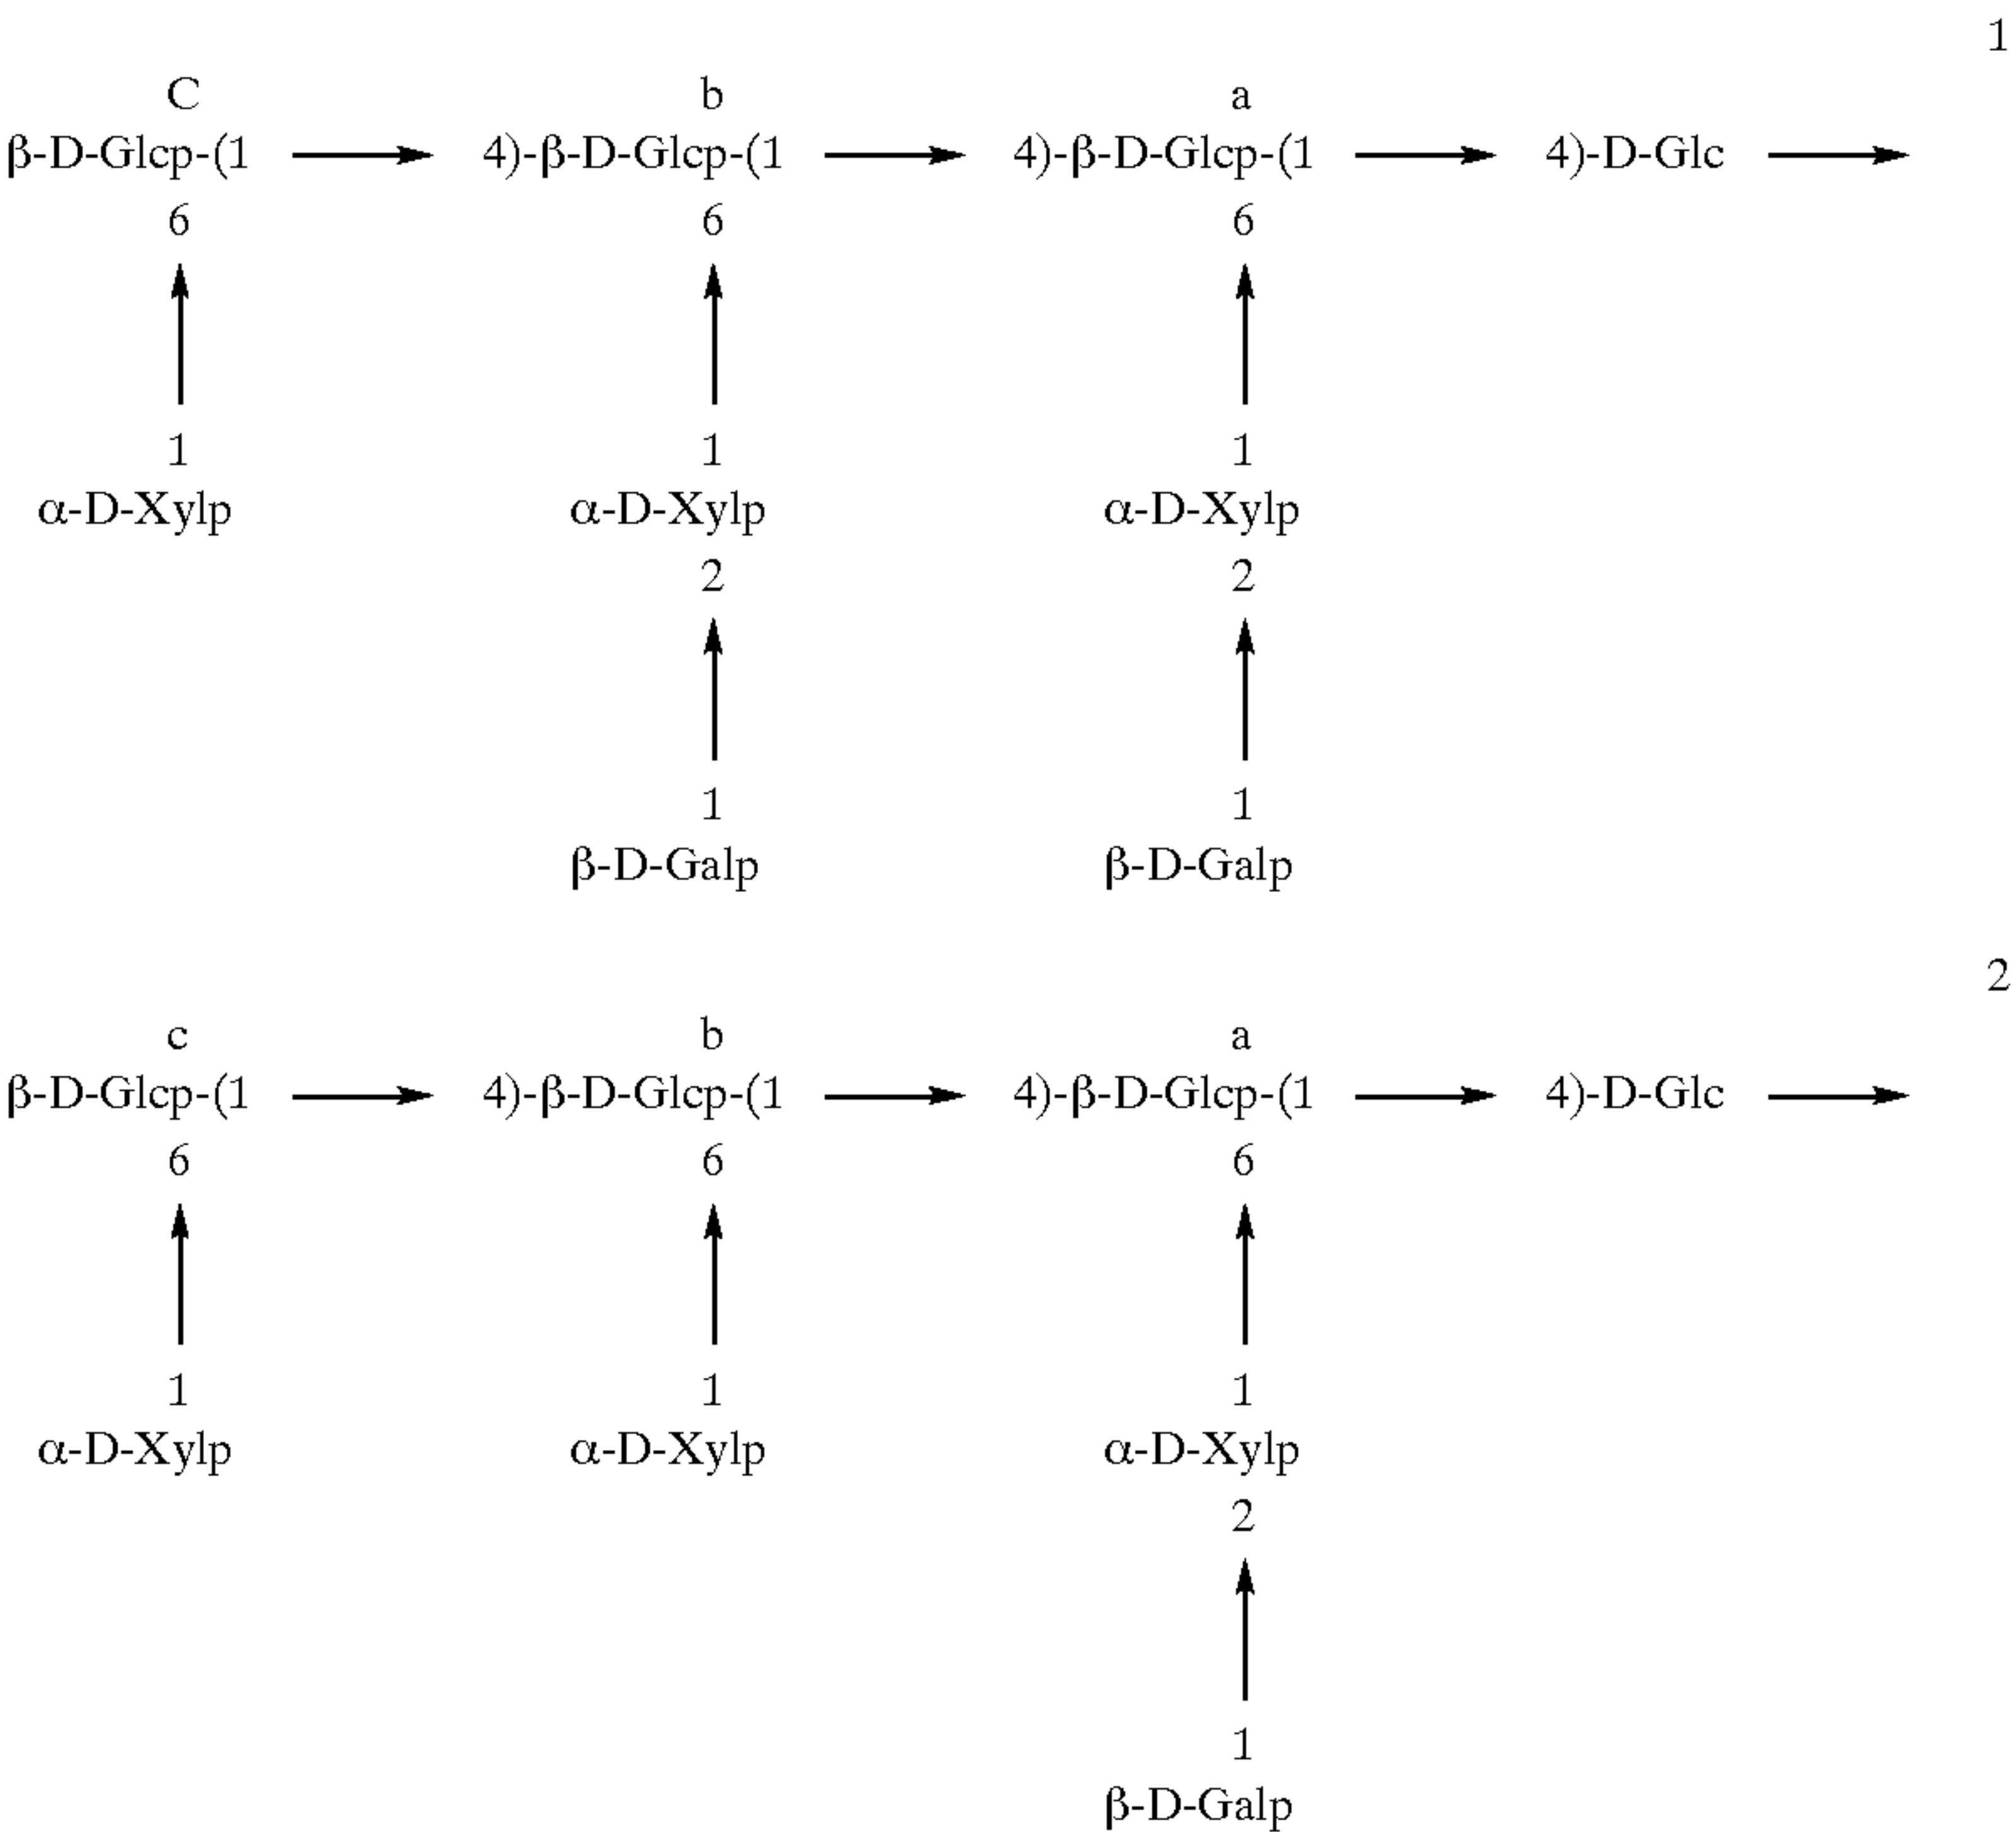 1
C b a
β-D-Glcp-(1 4)-β-D-Glcp-(1 4)-β-D-Glcp-(1 4)-D-Glc
6 6 6
1 1 1
α-D-Xylp α-D-Xylp α-D-Xylp
2 2
1 1
β-D-Galp β-D-Galp
2
c b a
β-D-Glcp-(1 4)-β-D-Glcp-(1 4)-β-D-Glcp-(1 4)-D-Glc
6 6 6
1 1 1
α-D-Xylp α-D-Xylp α-D-Xylp
2
1
β-D-Galp